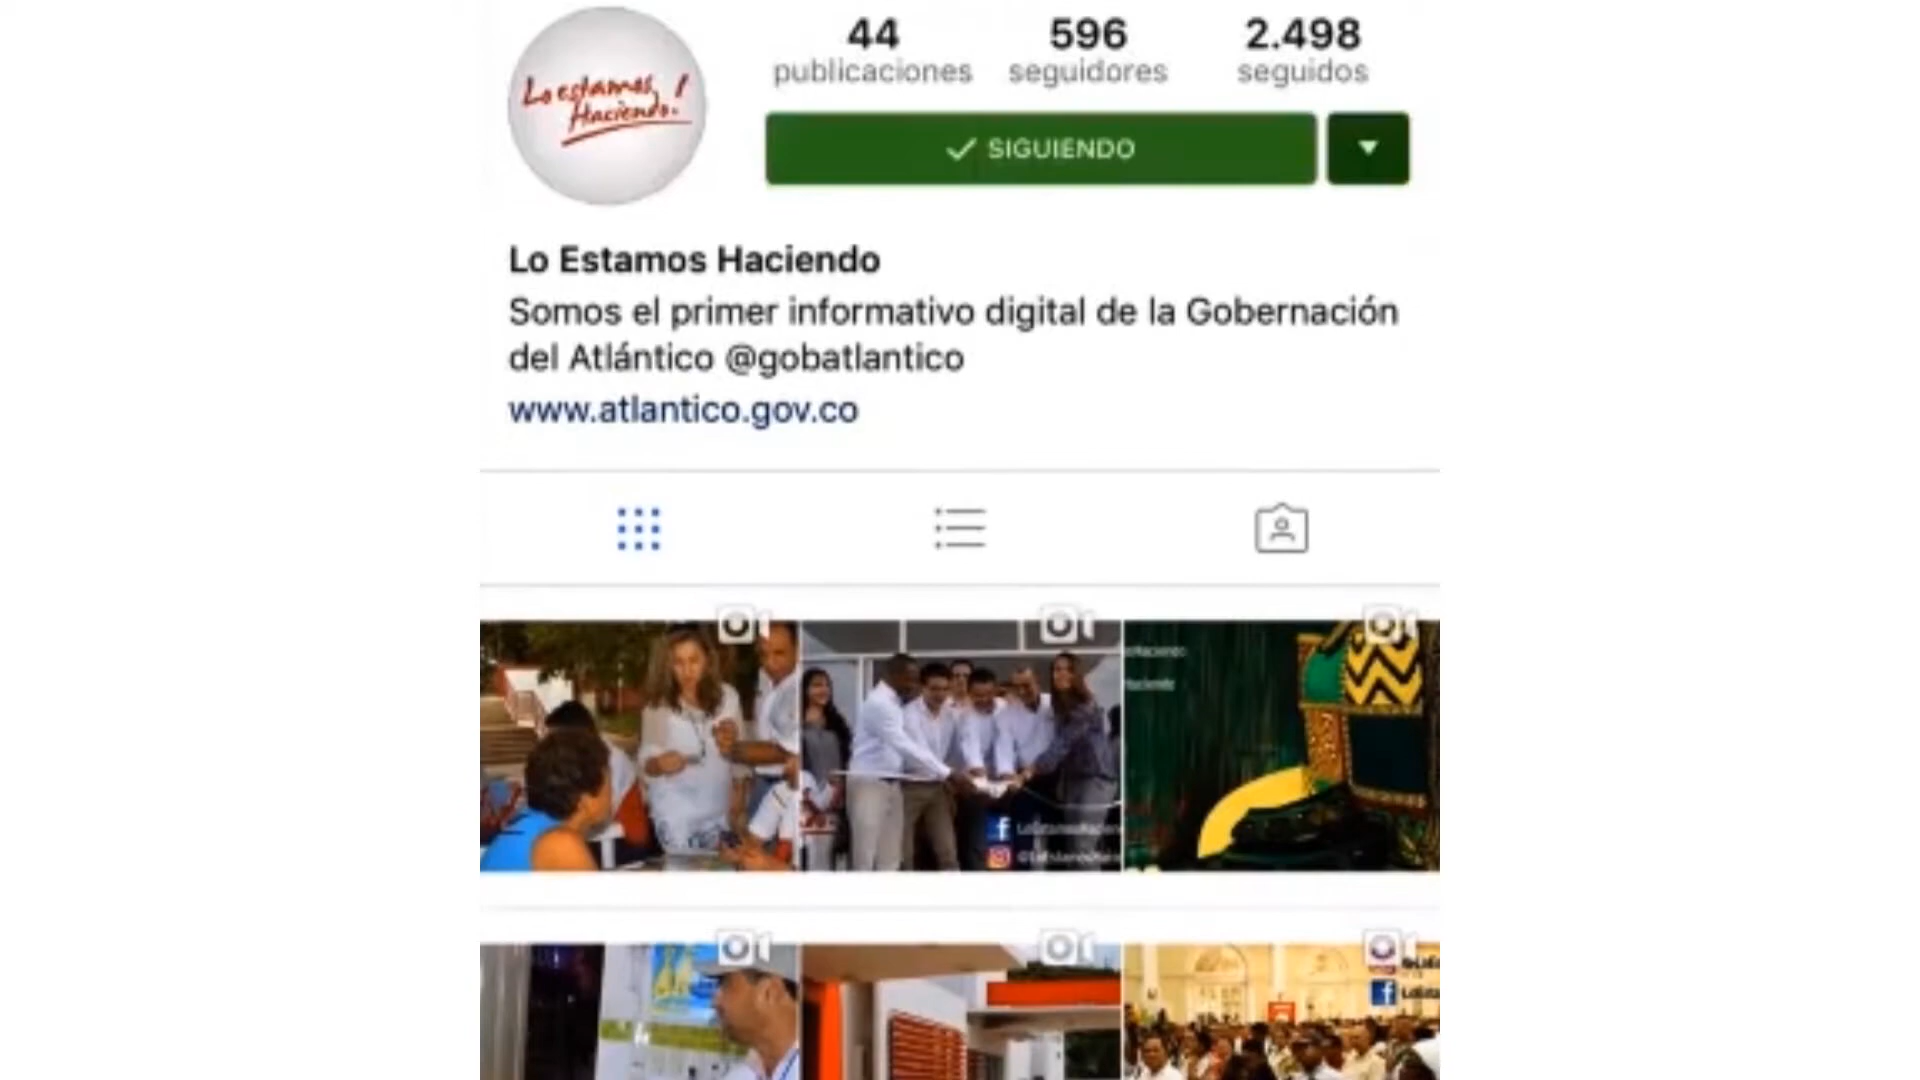 Lo estamos
Haciendo!
44 596 2.498
publicaciones seguidores seguidos
SIGUIENDO
Lo Estamos Haciendo
Somos el primer informativo digital de la Gobernación
del Atlántico @gobatlantico
www.atlantico.gov.co